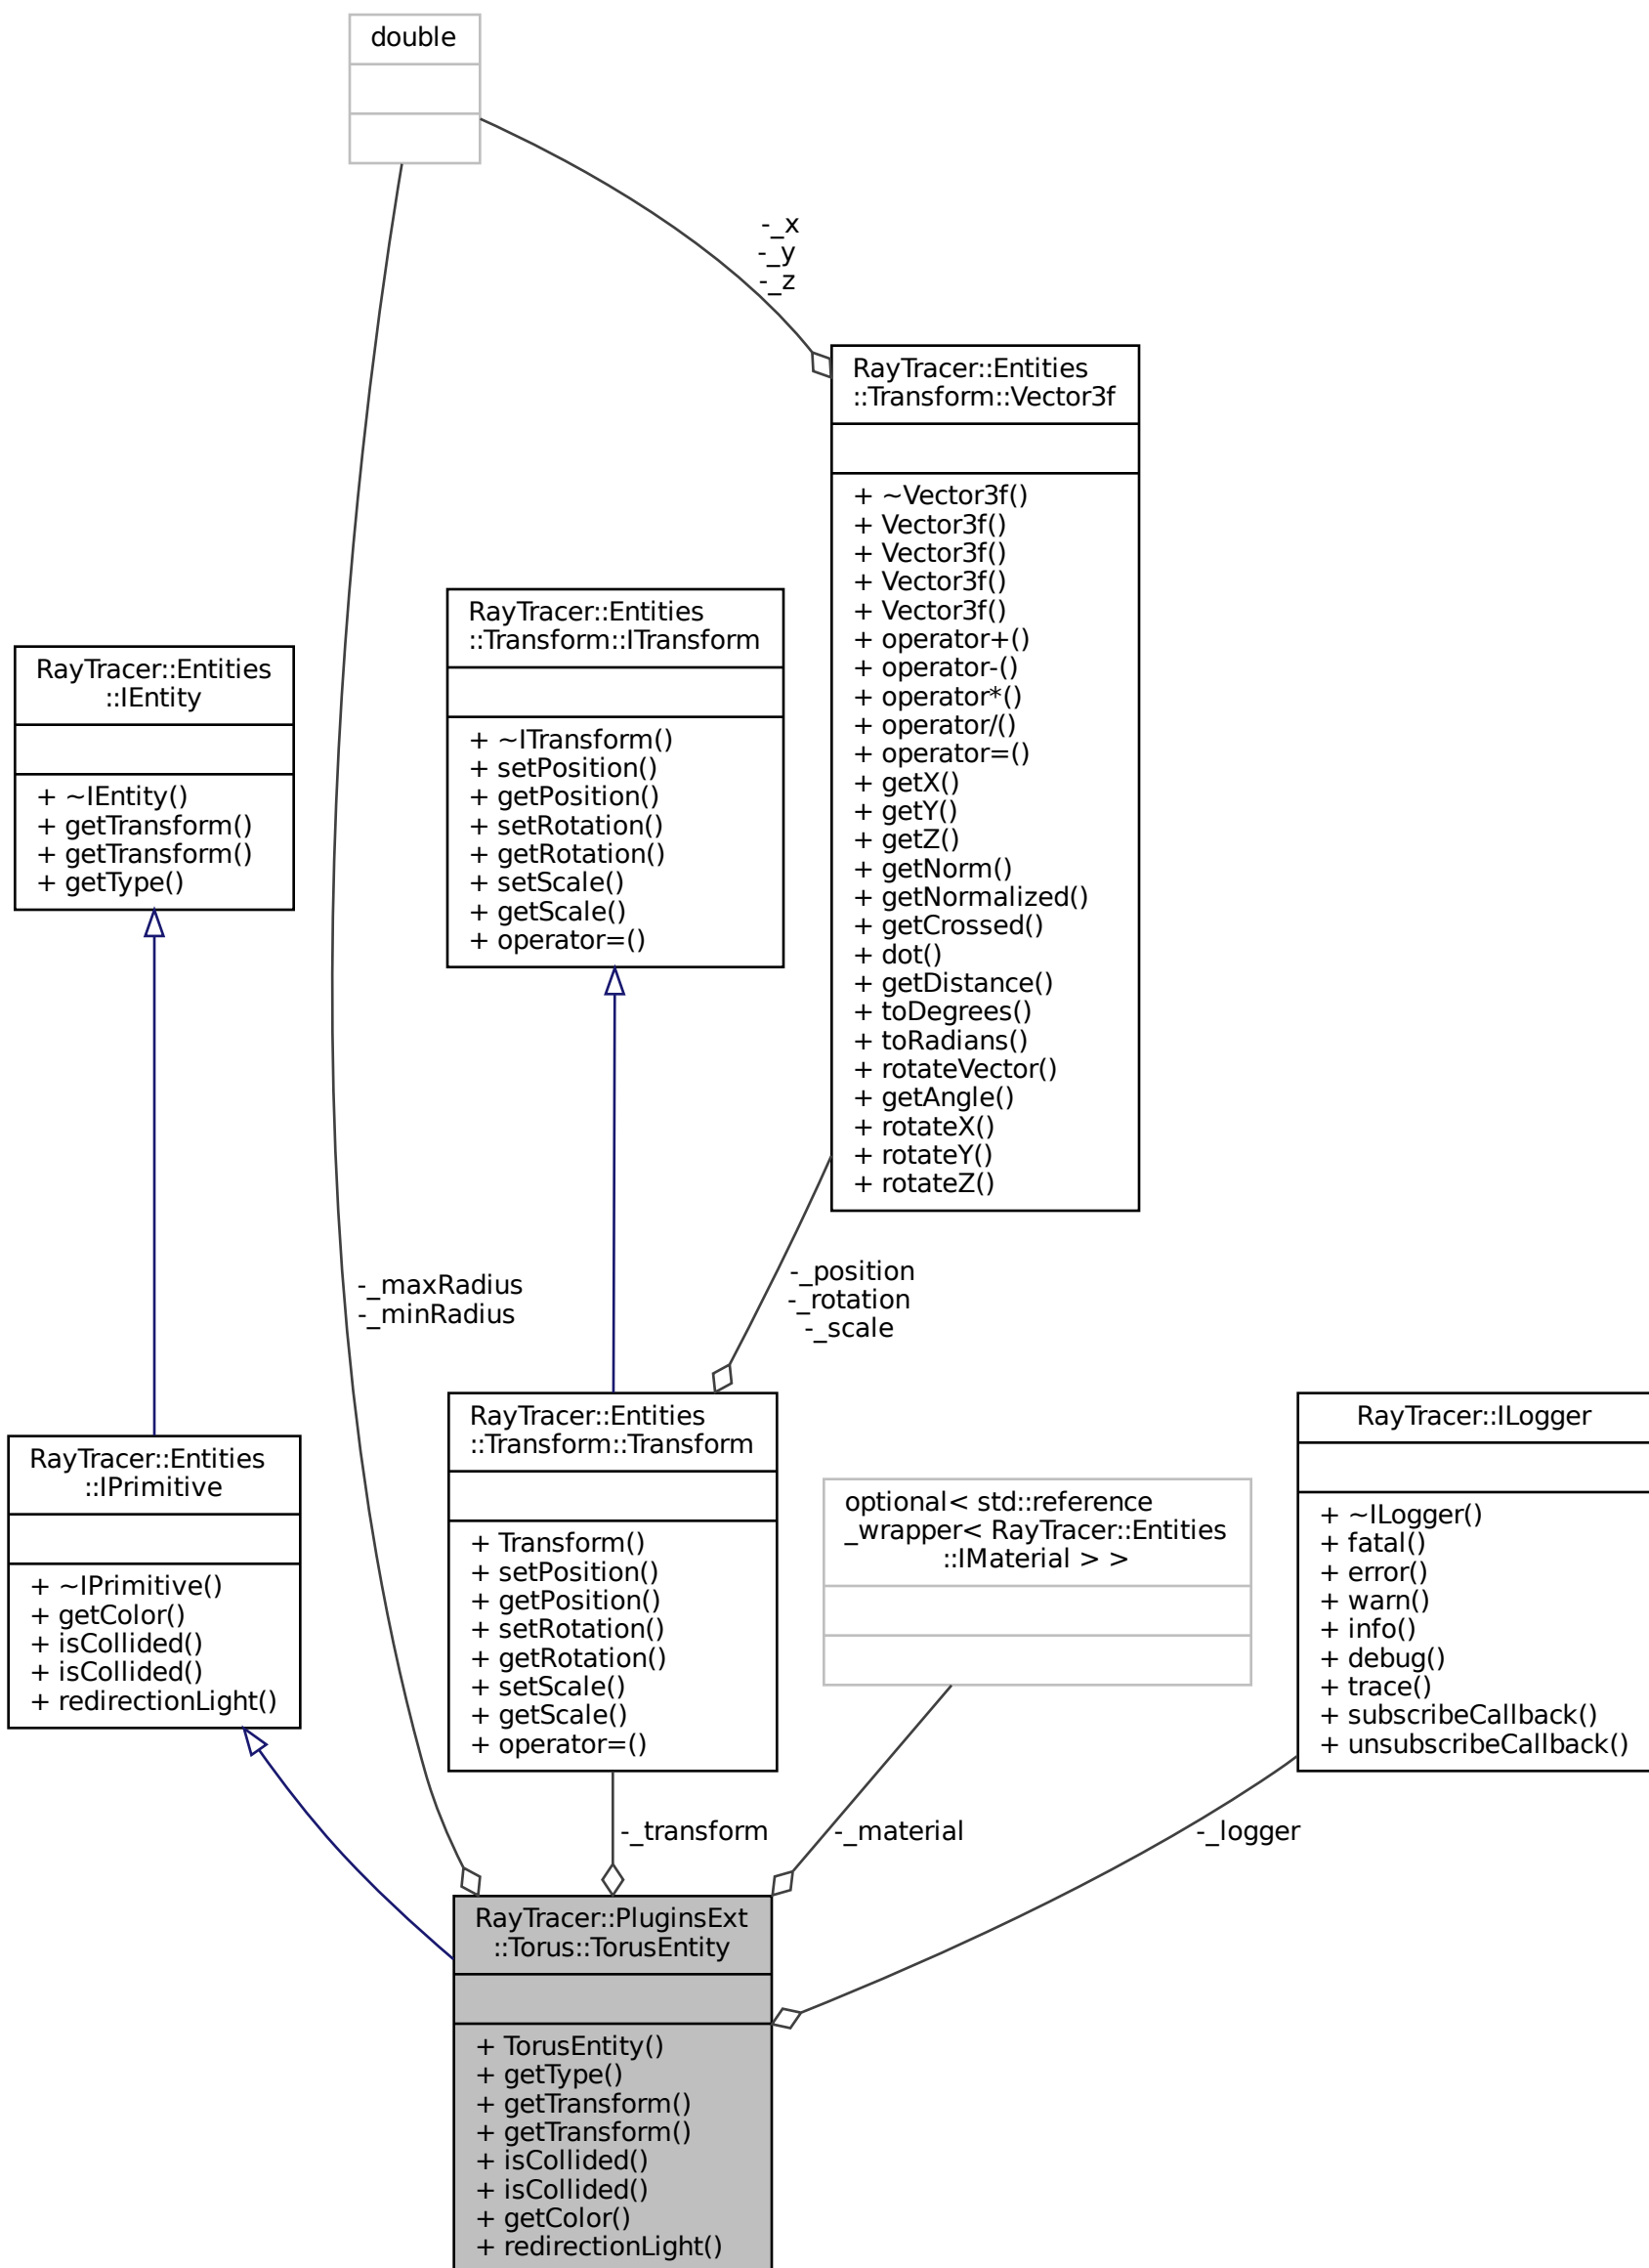 double
-_x
-_y
-_z
RayTracer::Entities
::Transform::Vector3f
+ ~Vector3f()
+ Vector3f()
+ Vector3f()
+ Vector3f()
+ Vector3f()
+ operator+()
+ operator-()
+ operator*()
+ operator/()
+ operator=()
+ getX()
+ getY()
+ getZ()
+ getNorm()
+ getNormalized()
+ getCrossed()
+ dot()
+ getDistance()
+ toDegrees()
+ toRadians()
+ rotateVector()
+ getAngle()
+ rotateX()
+ rotateY()
+ rotateZ()
RayTracer::Entities
::Transform::ITransform
+ ~ITransform()
+ setPosition()
+ getPosition()
+ setRotation()
+ getRotation()
+ setScale()
+ getScale()
+ operator=()
RayTracer::Entities
::IEntity
+ ~IEntity()
+ getTransform()
+ getTransform()
+ getType()
-_maxRadius
-_minRadius
-_position
-_rotation
-_scale
RayTracer::Entities
::IPrimitive
+ ~IPrimitive()
+ getColor()
+ isCollided()
+ isCollided()
+ redirectionLight()
RayTracer::Entities
::Transform::Transform
+ Transform()
+ setPosition()
+ getPosition()
+ setRotation()
+ getRotation()
+ setScale()
+ getScale()
+ operator=()
optional< std::reference
_wrapper< RayTracer::Entities
::IMaterial > >
RayTracer::ILogger
+ ~ILogger()
+ fatal()
+ error()
+ warn()
+ info()
+ debug()
+ trace()
+ subscribeCallback()
+ unsubscribeCallback()
-_transform
-_material
-_logger
RayTracer::PluginsExt
::Torus::TorusEntity
+ TorusEntity()
+ getType()
+ getTransform()
+ getTransform()
+ isCollided()
+ isCollided()
+ getColor()
+ redirectionLight()